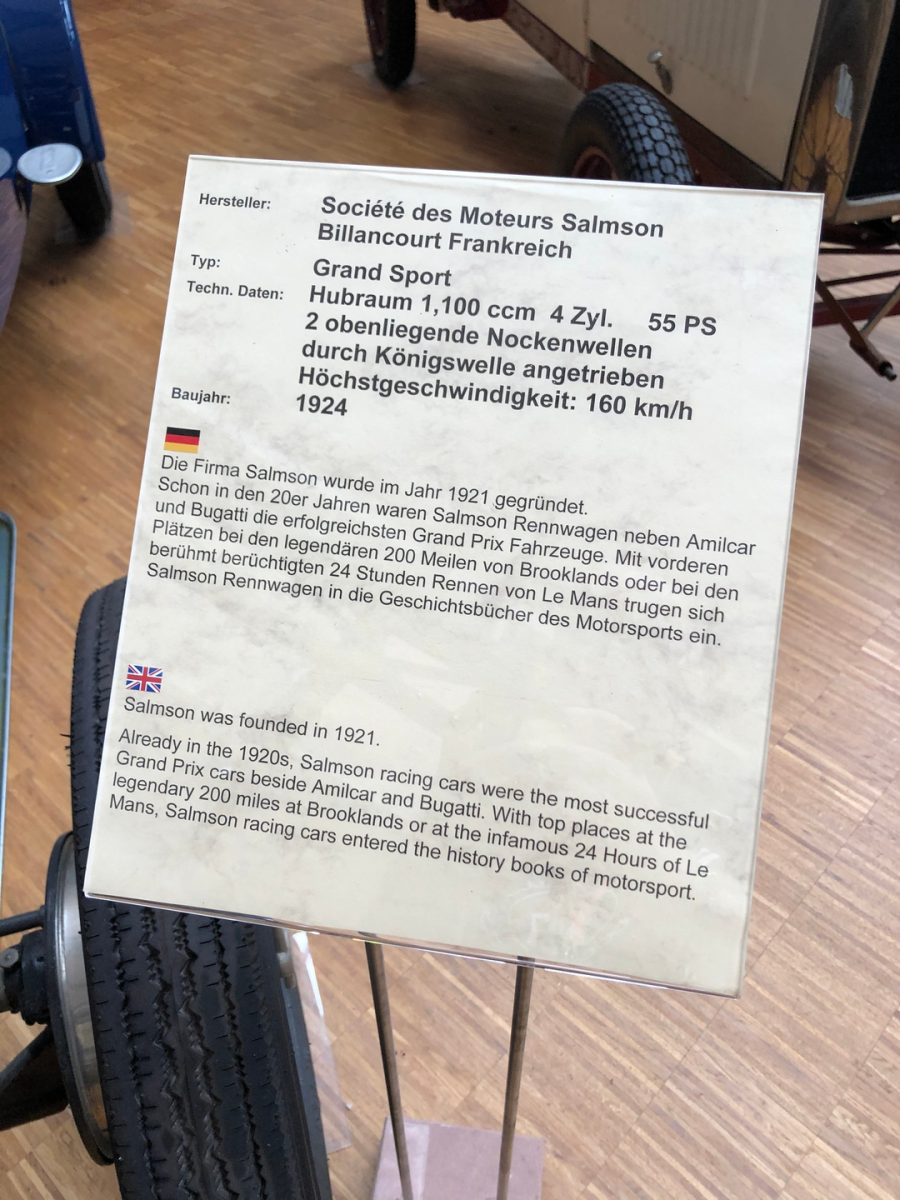 Hersteller: Société des Moteurs Salmson
Billancourt Frankreich
Typ: Grand Sport
Techn. Daten: Hubraum 1,100 ccm 4 Zyl. 55 PS
2 obenliegende Nockenwellen
durch Königswelle angetrieben
Höchstgeschwindigkeit: 160 km/h
Baujahr: 1924
Die Firma Salmson wurde im Jahr 1921 gegründet.
Schon in den 20er Jahren waren Salmson Rennwagen neben Amilcar
und Bugatti die erfolgreichsten Grand Prix Fahrzeuge. Mit vorderen
Plätzen bei den legendären 200 Meilen von Brooklands oder bei den
berühmt berüchtigten 24 Stunden Rennen von Le Mans trugen sich
Salmson Rennwagen in die Geschichtsbücher des Motorsports ein.
Salmson was founded in 1921.
Already in the 1920s, Salmson racing cars were the most successful
Grand Prix cars beside Amilcar and Bugatti. With top places at the
legendary 200 miles at Brooklands or at the infamous 24 Hours of Le
Mans, Salmson racing cars entered the history books of motorsport.